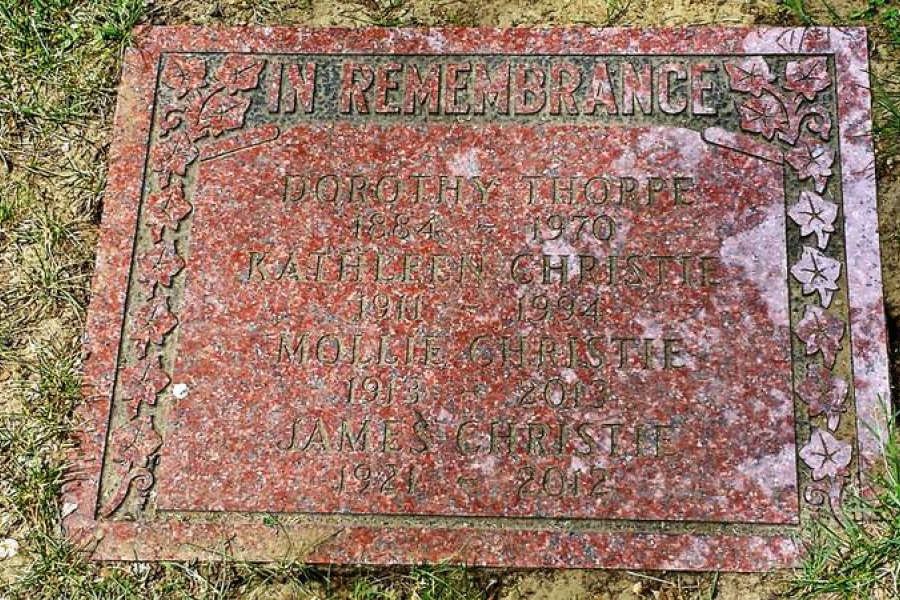 IN REMEMBRANCE
DOROTHY THORPE
1884 - 1970
KATHLEEN CHRISTIE
1911 - 1994
MOLLIE CHRISTIE
1913 - 2013
JAMES CHRISTIE
1921 - 2012